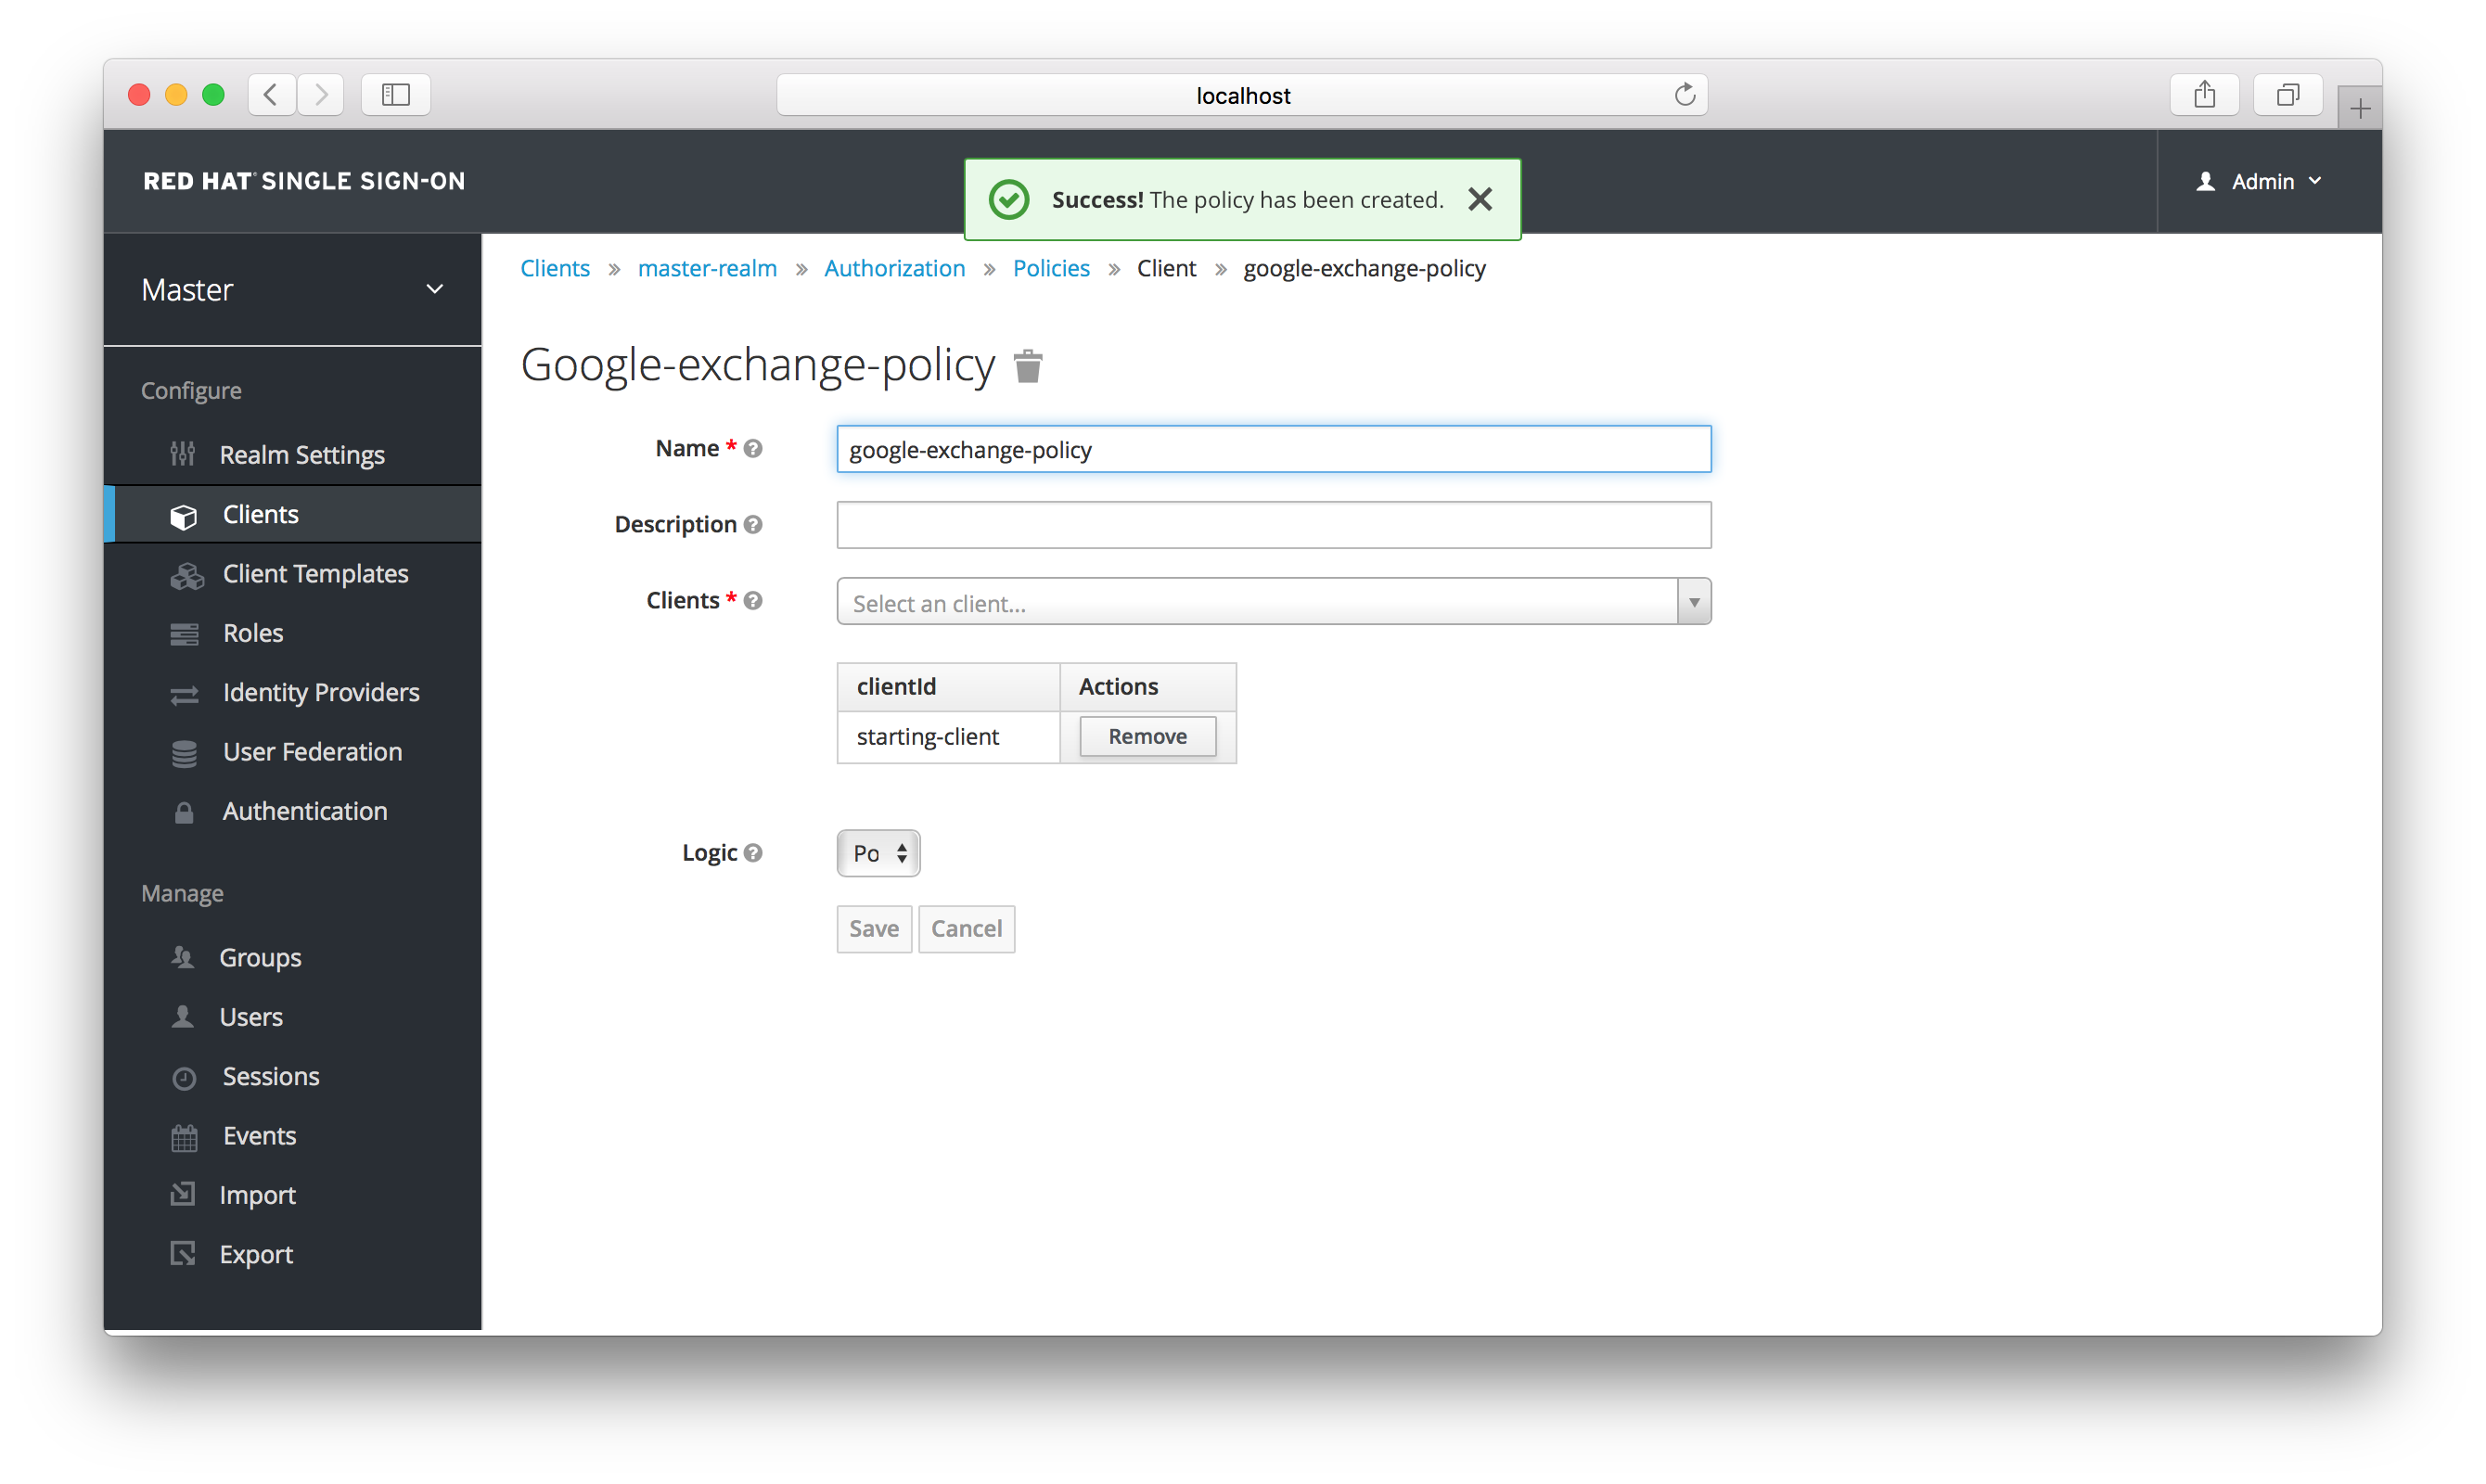 localhost
RED HAT® SINGLE SIGN-ON
Success! The policy has been created.
Admin
Master
Configure
Realm Settings
Clients
Client Templates
Roles
Identity Providers
User Federation
Authentication
Manage
Groups
Users
Sessions
Events
Import
Export
Clients » master-realm » Authorization » Policies » Client » google-exchange-policy
Google-exchange-policy
Name * google-exchange-policy
Description
Clients * Select an client...
clientId Actions
starting-client Remove
Logic Po
Save Cancel